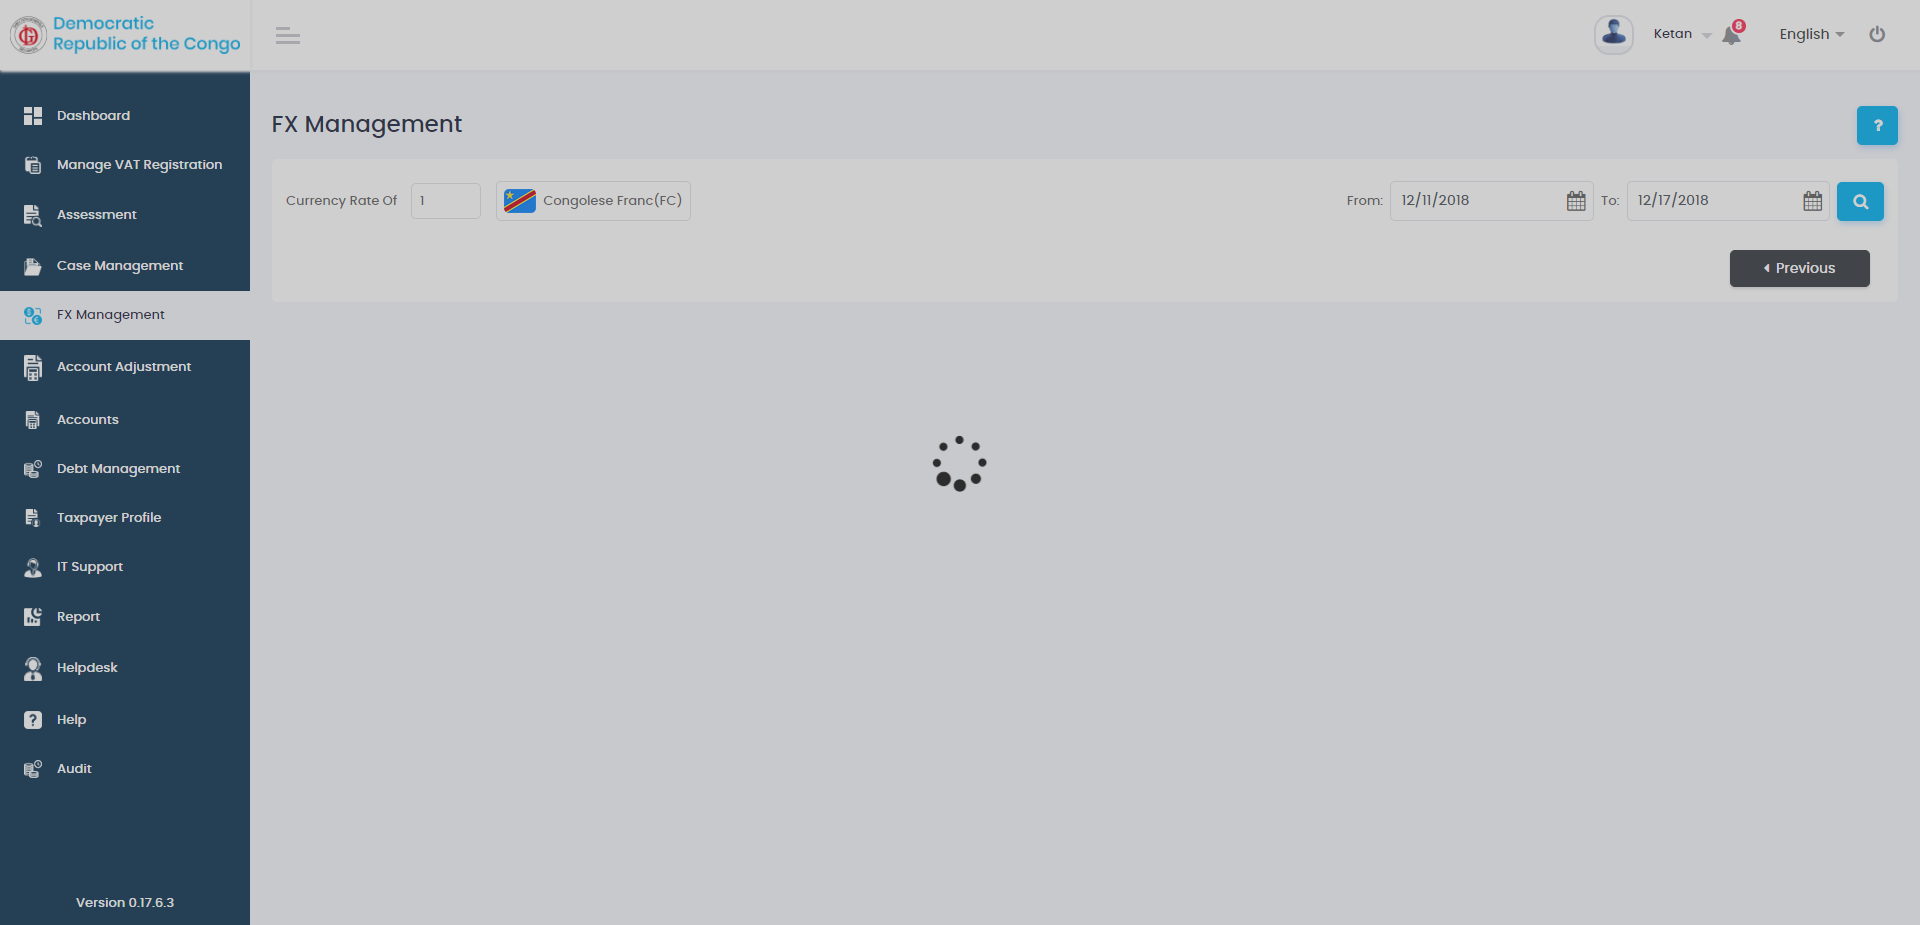 Democratic
Republic of the Congo
Ketan
8
English
Dashboard
Manage VAT Registration
Assessment
Case Management
FX Management
Account Adjustment
Accounts
Debt Management
Taxpayer Profile
IT Support
Report
Helpdesk
Help
Audit
Version 0.17.6.3
FX Management
?
Currency Rate Of 1 Congolese Franc(FC) From: 12/11/2018 To: 12/17/2018
Previous